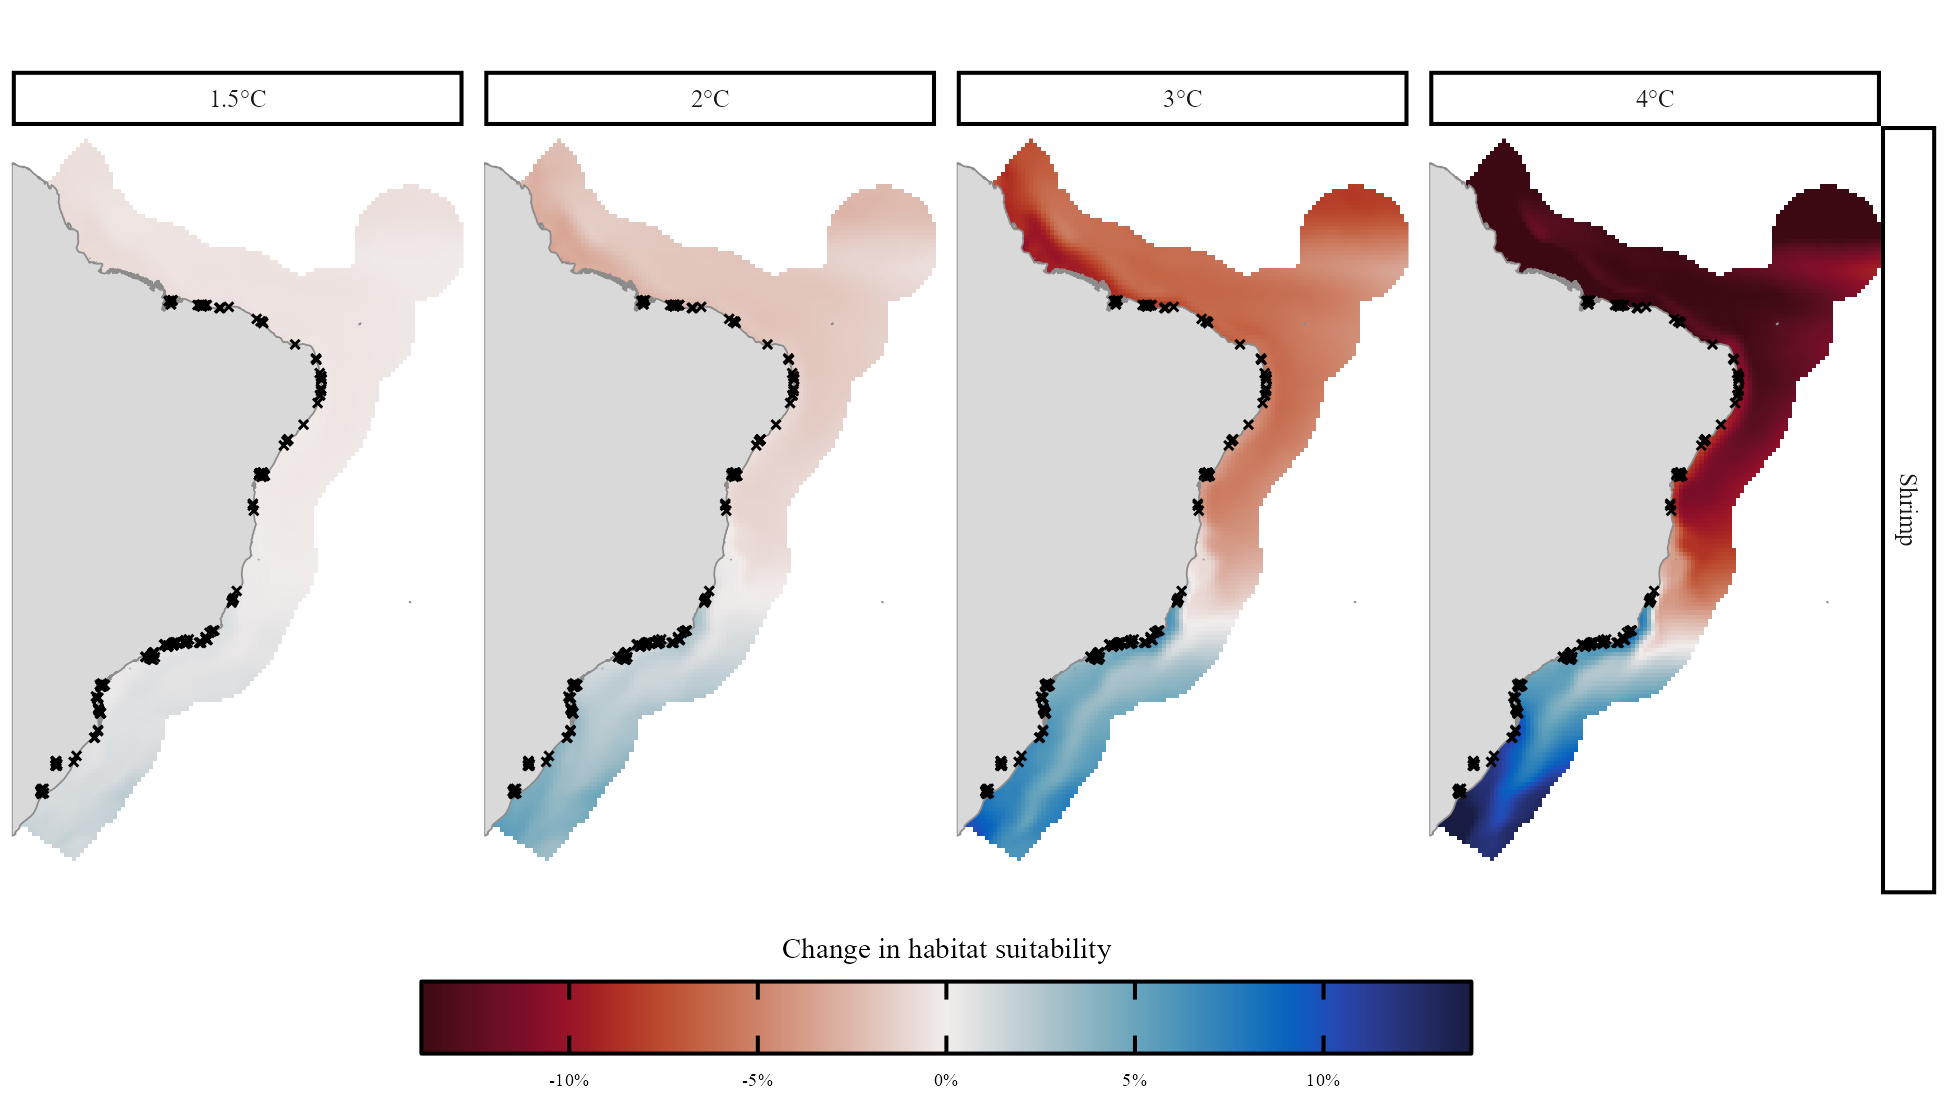 1.5°C
2°C
3°C
4°C
Shrimp
Change in habitat suitability
-10%
-5%
0%
5%
10%